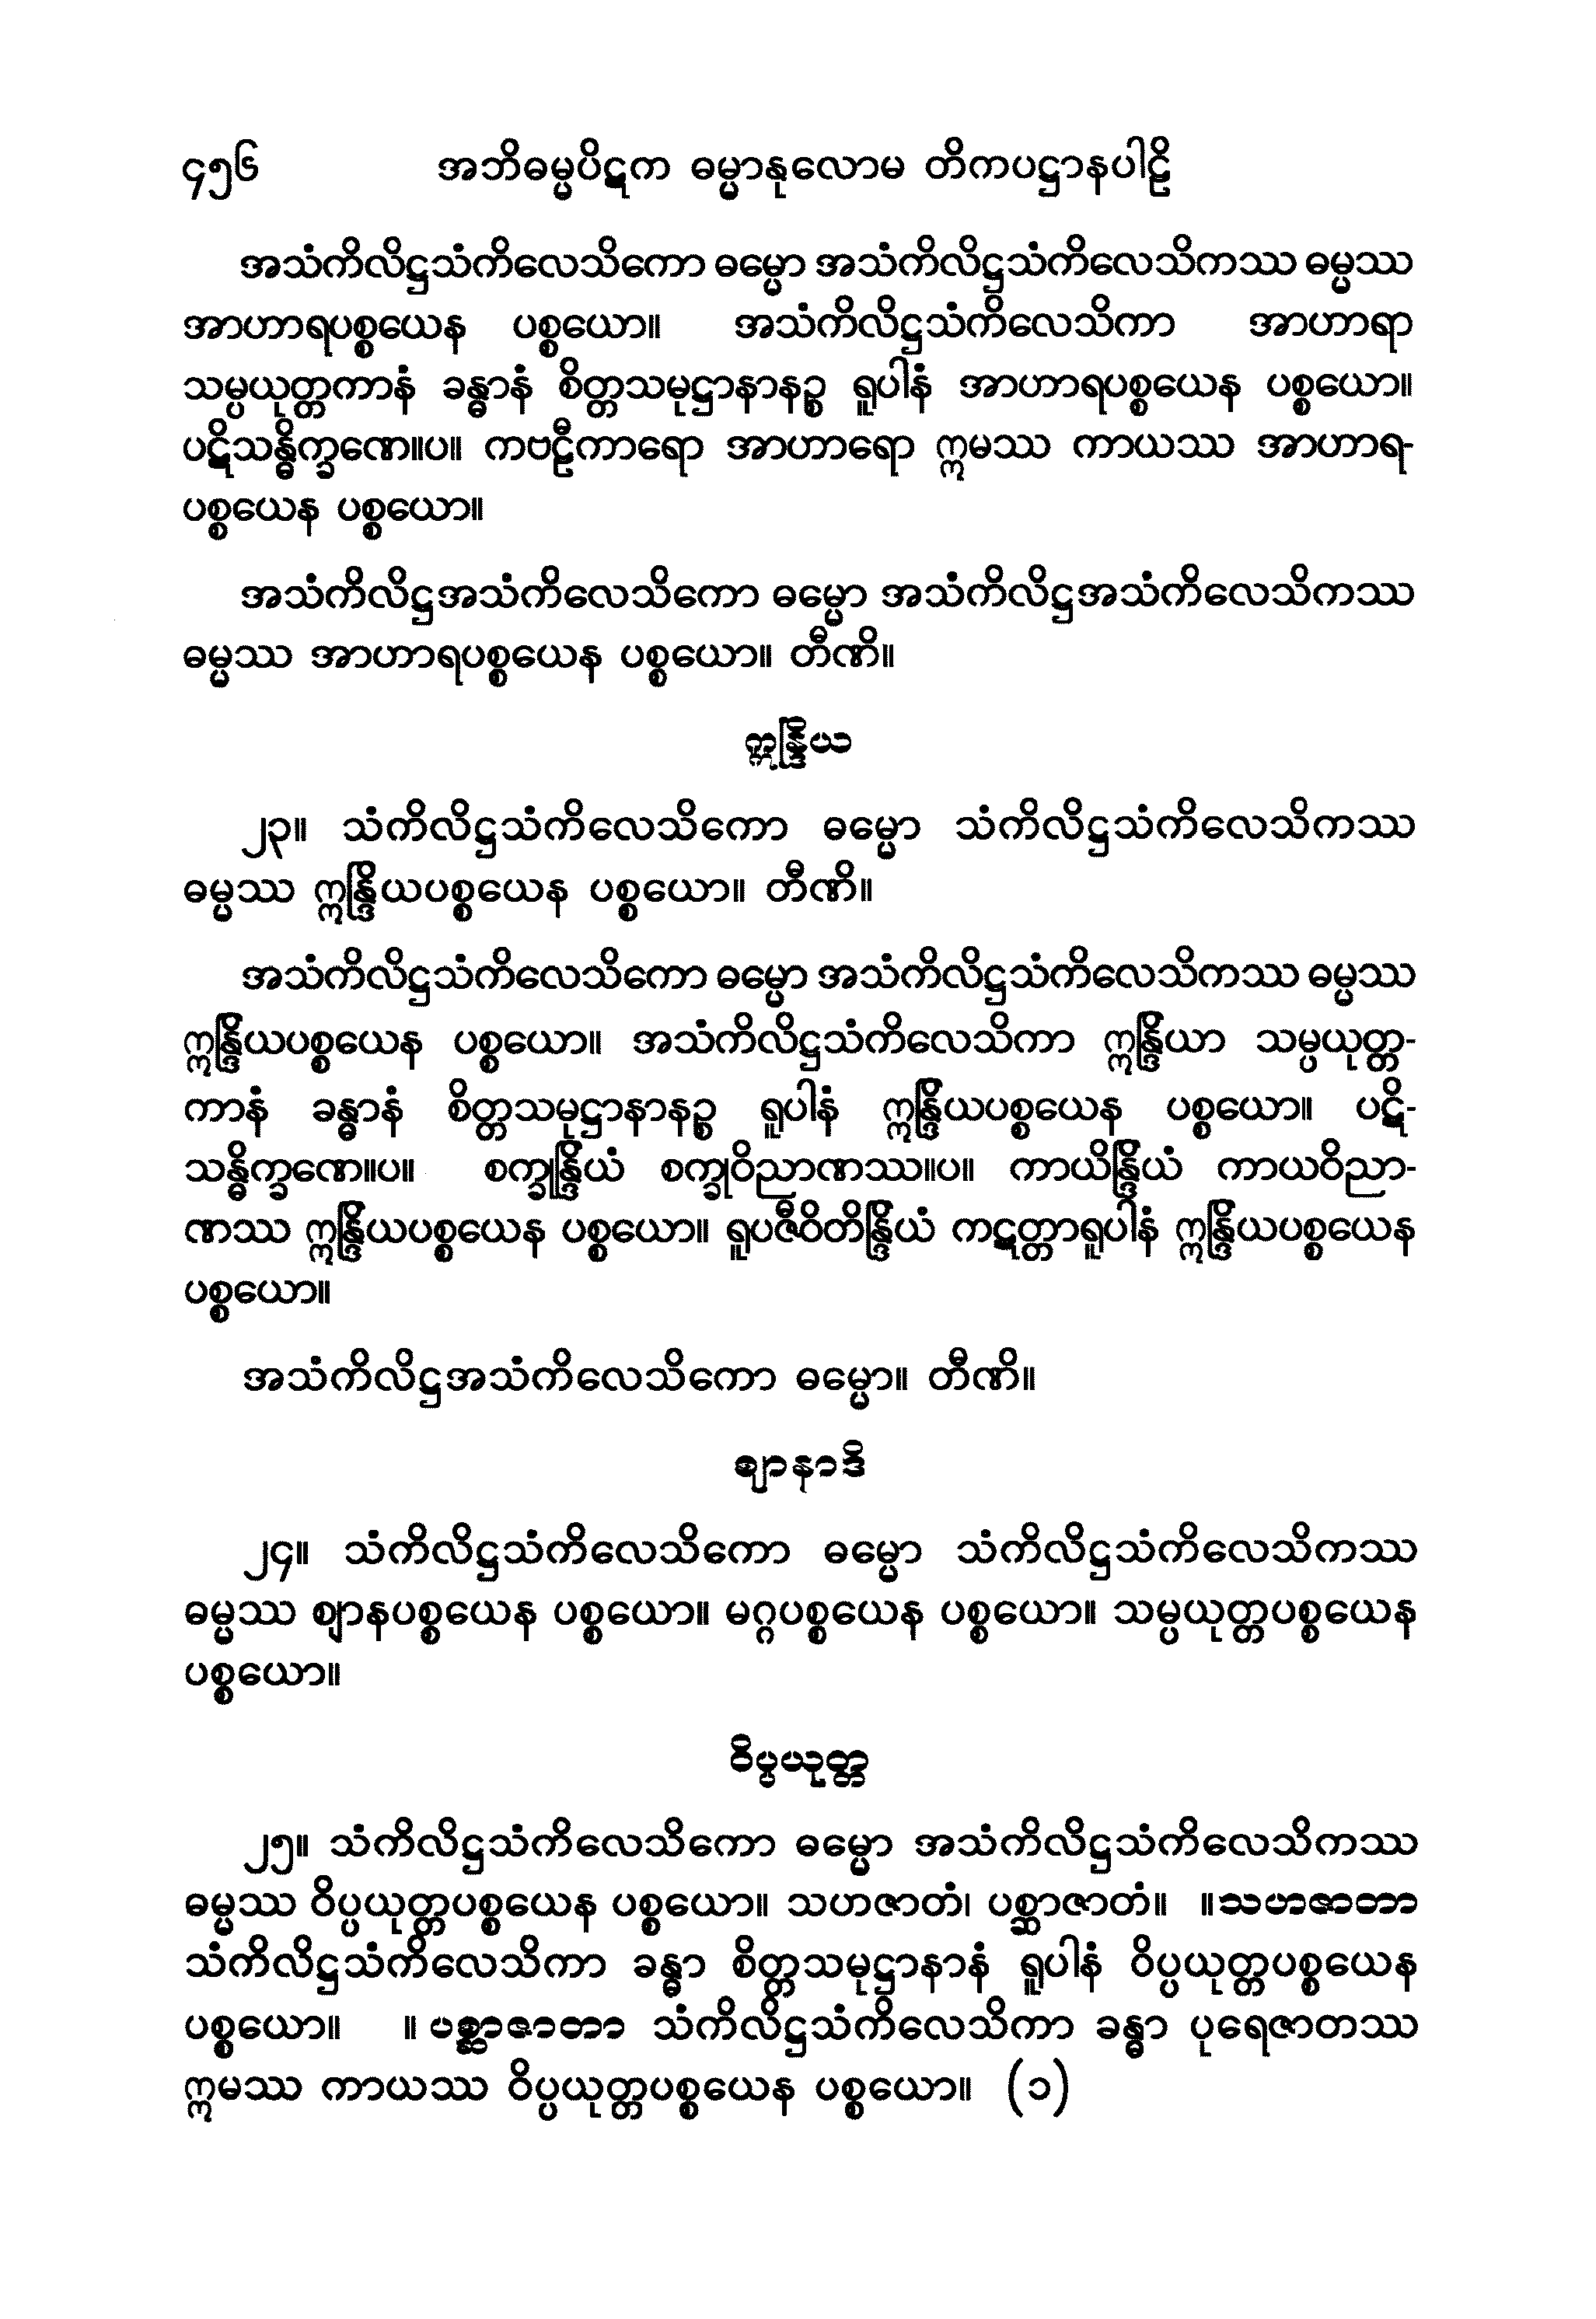 ၄၅၆ အဘိဓမ္မပိဋက ဓမ္မာနုလောမ တိကပဋ္ဌာနပါဠိ
အသံကိလိဋ္ဌသံကိလေသိကော ဓမ္မော အသံကိလိဋ္ဌသံကိလေသိကဿ ဓမ္မဿ
အာဟာရပစ္စယေန ပစ္စယော။ အသံကိလိဋ္ဌသံကိလေသိကာ အာဟာရာ
သမ္ပယုတ္တကာနံ ခန္ဓာနံ စိတ္တသမုဋ္ဌာနာနဉ္စ ရူပါနံ အာဟာရပစ္စယေန ပစ္စယော။
ပဋိသန္ဓိက္ခဏေ။ပ။ ကဗဠီကာရော အာဟာရော ဣမဿ ကာယဿ အာဟာရ-
ပစ္စယေန ပစ္စယော။
အသံကိလိဋ္ဌအသံကိလေသိကော ဓမ္မော အသံကိလိဋ္ဌအသံကိလေသိကဿ
ဓမ္မဿ အာဟာရပစ္စယေန ပစ္စယော။ တီဏိ။
ဣန္ဒြိယ
၂၃။ သံကိလိဋ္ဌသံကိလေသိကော ဓမ္မော သံကိလိဋ္ဌသံကိလေသိကဿ
ဓမ္မဿ ဣန္ဒြိယပစ္စယေန ပစ္စယော။ တီဏိ။
အသံကိလိဋ္ဌသံကိလေသိကော ဓမ္မော အသံကိလိဋ္ဌသံကိလေသိကဿ ဓမ္မဿ
ဣန္ဒြိယပစ္စယေန ပစ္စယော။ အသံကိလိဋ္ဌသံကိလေသိကာ ဣန္ဒြိယာ သမ္ပယုတ္တ-
ကာနံ ခန္ဓာနံ စိတ္တသမုဋ္ဌာနာနဉ္စ ရူပါနံ ဣန္ဒြိယပစ္စယေန ပစ္စယော။ ပဋိ-
သန္ဓိက္ခဏေ။ပ။ စက္ခုန္ဒြိယံ စက္ခုဝိညာဏဿ။ပ။ ကာယိန္ဒြိယံ ကာယဝိညာ-
ဏဿ ဣန္ဒြိယပစ္စယေန ပစ္စယော။ ရူပဇီဝိတိန္ဒြိယံ ကဋတ္တာရူပါနံ ဣန္ဒြိယပစ္စယေန
ပစ္စယော။
အသံကိလိဋ္ဌအသံကိလေသိကော ဓမ္မော။ တီဏိ။
ဈာနာဒိ
၂၄။ သံကိလိဋ္ဌသံကိလေသိကော ဓမ္မော သံကိလိဋ္ဌသံကိလေသိကဿ
ဓမ္မဿ ဈာနပစ္စယေန ပစ္စယော။ မဂ္ဂပစ္စယေန ပစ္စယော။ သမ္ပယုတ္တပစ္စယေန
ပစ္စယော။
ဝိပ္ပယုတ္တ
၂၅။ သံကိလိဋ္ဌသံကိလေသိကော ဓမ္မော အသံကိလိဋ္ဌသံကိလေသိကဿ
ဓမ္မဿ ဝိပ္ပယုတ္တပစ္စယေန ပစ္စယော။ သဟဇာတံ၊ ပစ္ဆာဇာတံ။ ။သဟဇာတာ
သံကိလိဋ္ဌသံကိလေသိကာ ခန္ဓာ စိတ္တသမုဋ္ဌာနာနံ ရူပါနံ ဝိပ္ပယုတ္တပစ္စယေန
ပစ္စယော။ ။ ပစ္ဆာဇာတာ သံကိလိဋ္ဌသံကိလေသိကာ ခန္ဓာ ပုရေဇာတဿ
ဣမဿ ကာယဿ ဝိပ္ပယုတ္တပစ္စယေန ပစ္စယော။ (၁)